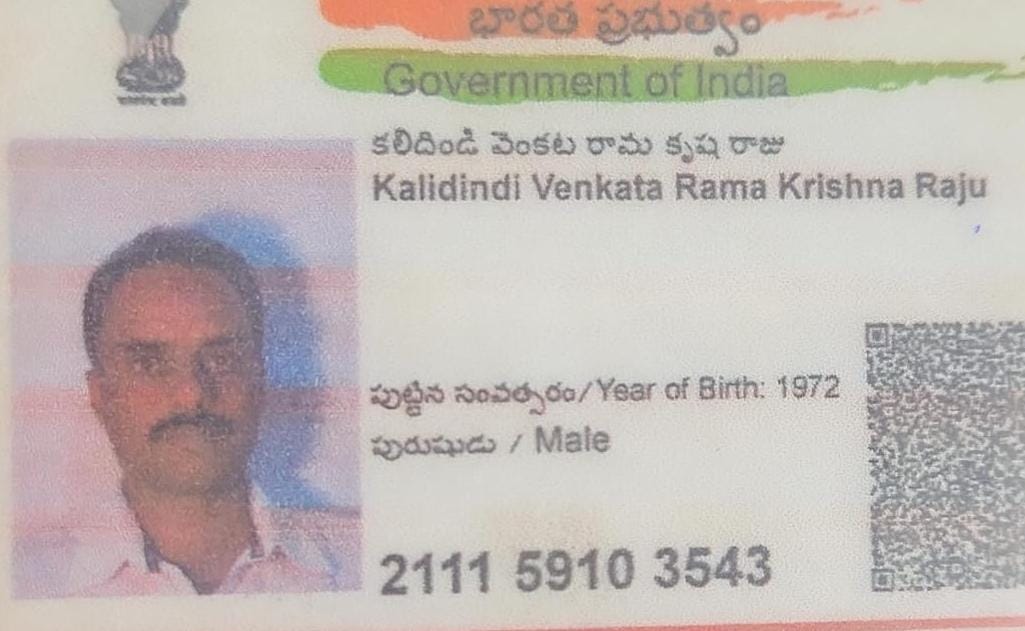 భారత ప్రభుత్వం
Government of India
కలిదిండి వెంకట రామ కృష రాజు
Kalidindi Venkata Rama Krishna Raju
పుట్టిన సంవత్సరం/Year of Birth: 1972
పురుషుడు / Male
2111 5910 3543